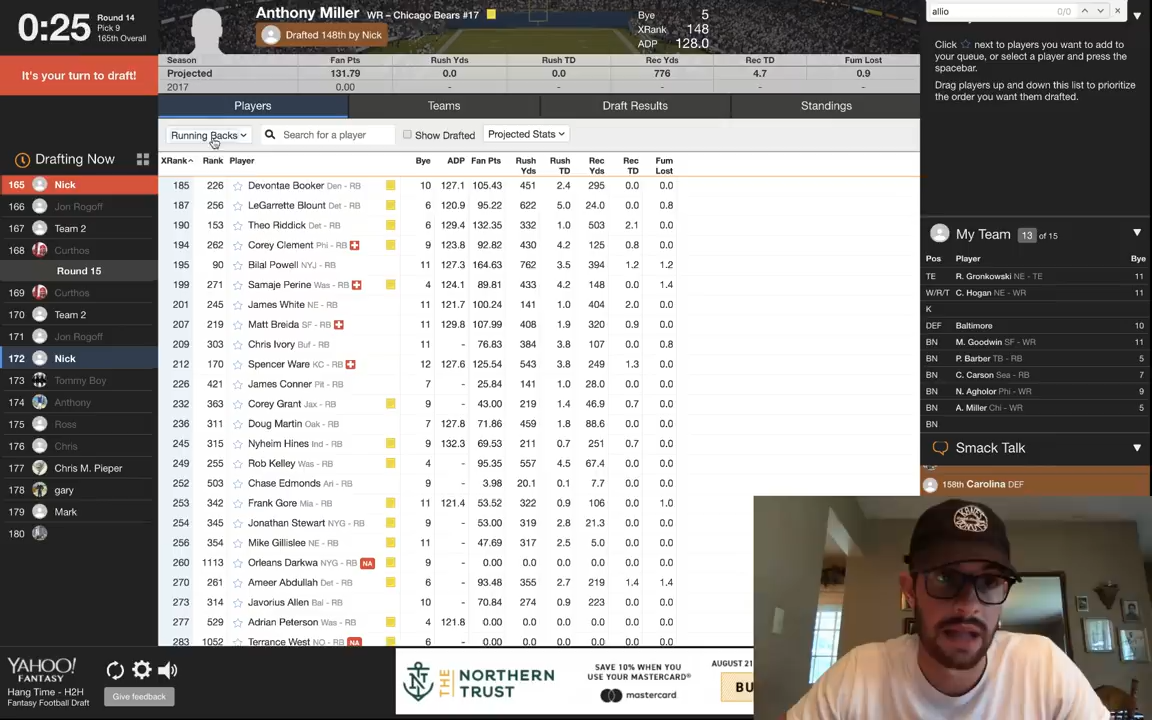 0:25
Round 14
Pick 9
165th Overall
It's your turn to draft!
Drafting Now
165 Nick
166 Jon Rogoff
167 Team 2
168 Curthos
Round 15
169 Curthos
170 Team 2
171 Jon Rogoff
172 Nick
173 Tommy Boy
174 Anthony
175 Ross
176 Chris
177 Chris M. Pieper
178 gary
179 Mark
180
YAHOO!
FANTASY
Hang Time - H2H
Fantasy Football Draft
Give feedback
Anthony Miller WR – Chicago Bears #17
Drafted 148th by Nick
Bye 5
XRank 148
ADP 128.0
Season Fan Pts Rush Yds Rush TD Rec Yds Rec TD Fum Lost
Projected 131.79 0.0 0.0 776 4.7 0.9
2017 0.00 - - - - -
Players Teams Draft Results Standings
Running Backs Search for a player Show Drafted Projected Stats
XRank Rank Player Bye ADP Fan Pts Rush Yds Rush TD Rec Yds Rec TD Fum Lost
185 226 Devontae Booker Den - RB 10 127.1 105.43 451 2.4 295 0.0 0.0
187 256 LeGarrette Blount Det - RB 6 120.9 95.22 622 5.0 24.0 0.0 0.8
190 153 Theo Riddick Det - RB 6 129.4 132.35 332 1.0 503 2.1 0.0
194 262 Corey Clement Phi - RB 9 123.8 92.82 430 4.2 125 0.8 0.0
195 90 Bilal Powell NYJ - RB 11 127.3 164.63 762 3.5 394 1.2 1.2
199 271 Samaje Perine Was - RB 4 124.1 89.81 433 4.2 148 0.0 1.4
201 245 James White NE - RB 11 121.7 100.24 141 1.0 404 2.0 0.0
207 219 Matt Breida SF - RB 11 129.8 107.99 408 1.9 320 0.9 0.0
209 303 Chris Ivory Buf - RB 11 - 76.83 384 3.8 107 0.0 0.8
212 170 Spencer Ware KC - RB 12 127.6 125.54 543 3.8 249 1.3 0.0
226 421 James Conner Pit - RB 7 - 25.84 141 1.0 28.0 0.0 0.0
232 363 Corey Grant Jax - RB 9 - 43.00 219 1.4 46.9 0.7 0.0
236 311 Doug Martin Oak - RB 7 127.8 71.86 459 1.8 88.6 0.0 0.0
245 315 Nyheim Hines Ind - RB 9 132.3 69.53 211 0.7 251 0.7 0.0
249 255 Rob Kelley Was - RB 4 - 95.35 557 4.5 67.4 0.0 0.0
252 503 Chase Edmonds Ari - RB 9 - 3.98 20.1 0.1 7.7 0.0 0.0
253 342 Frank Gore Mia - RB 11 121.4 53.52 322 0.9 106 0.0 1.0
254 345 Jonathan Stewart NYG - RB 9 - 53.00 319 2.8 21.3 0.0 0.0
256 354 Mike Gillislee NE - RB 11 - 47.69 317 2.5 5.0 0.0 0.0
260 1113 Orleans Darkwa NYG - RB NA 9 - 0.00 0.0 0.0 0.0 0.0 0.0
270 261 Ameer Abdullah Det - RB 6 - 93.48 355 2.7 219 1.4 1.4
273 314 Javorius Allen Bal - RB 10 - 70.84 274 0.9 223 0.0 0.0
277 529 Adrian Peterson Was - RB 4 121.8 0.00 0.0 0.0 0.0 0.0 0.0
283 1052 Terrance West NO - RB NA 6 - 0.00 0.0 0.0 0.0 0.0 0.0
THE NORTHERN TRUST
SAVE 10% WHEN YOU
USE YOUR MASTERCARD®
mastercard.
AUGUST 21
BU
allio 0/0
Click next to players you want to add to
your queue, or select a player and press the
spacebar.
Drag players up and down this list to prioritize
the order you want them drafted.
My Team 13 of 15
Pos Player Bye
TE R. Gronkowski NE - TE 11
W/R/T C. Hogan NE - WR 11
K
DEF Baltimore 10
BN M. Goodwin SF - WR 11
BN P. Barber TB - RB 5
BN C. Carson Sea - RB 7
BN N. Agholor Phi - WR 9
BN A. Miller Chi - WR 5
BN
Smack Talk
158th Carolina DEF